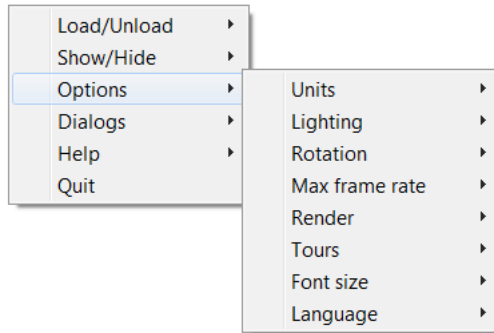 Load/Unload
Show/Hide
Options
Dialogs
Help
Quit
Units
Lighting
Rotation
Max frame rate
Render
Tours
Font size
Language